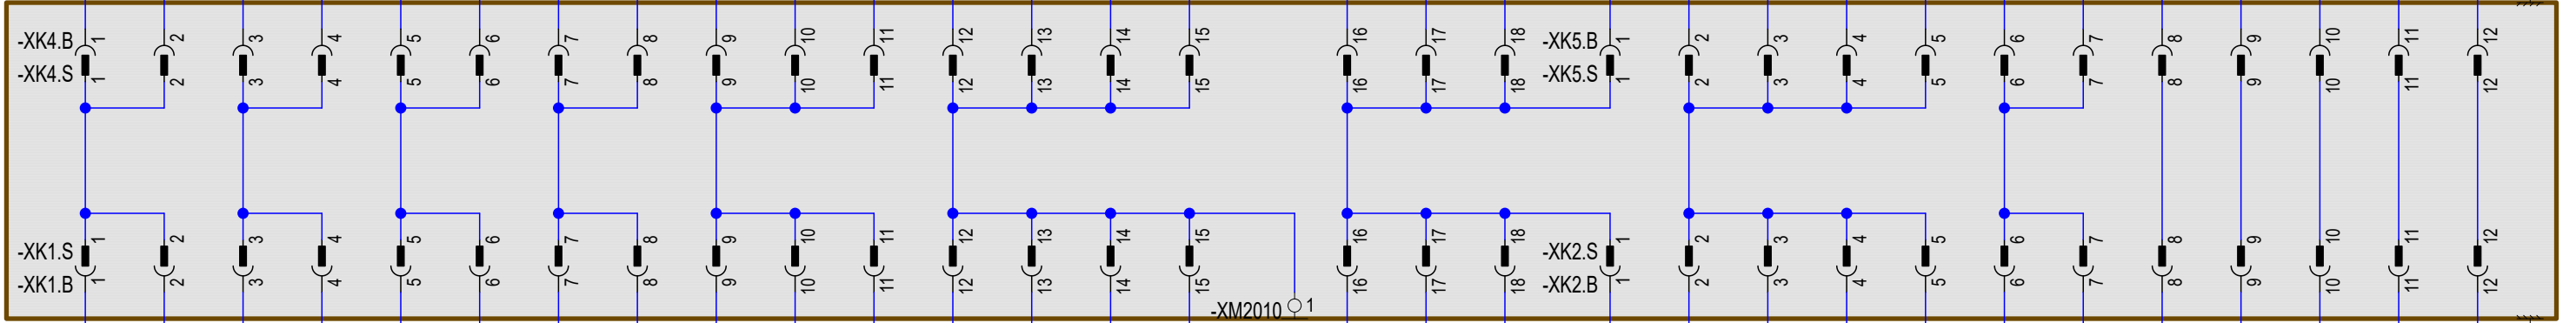 -XK4.B 1 2 3 4 5 6 7 8 9 10 11 12 13 14 15 16 17 18 -XK5.B 1 2 3 4 5 6 7 8 9 10 11 12
-XK4.S 1 2 3 4 5 6 7 8 9 10 11 12 13 14 15 16 17 18 -XK5.S 1 2 3 4 5 6 7 8 9 10 11 12
-XK1.S 1 2 3 4 5 6 7 8 9 10 11 12 13 14 15 16 17 18 -XK2.S 1 2 3 4 5 6 7 8 9 10 11 12
-XK1.B 1 2 3 4 5 6 7 8 9 10 11 12 13 14 15 16 17 18 -XK2.B 1 2 3 4 5 6 7 8 9 10 11 12
-XM2010 1